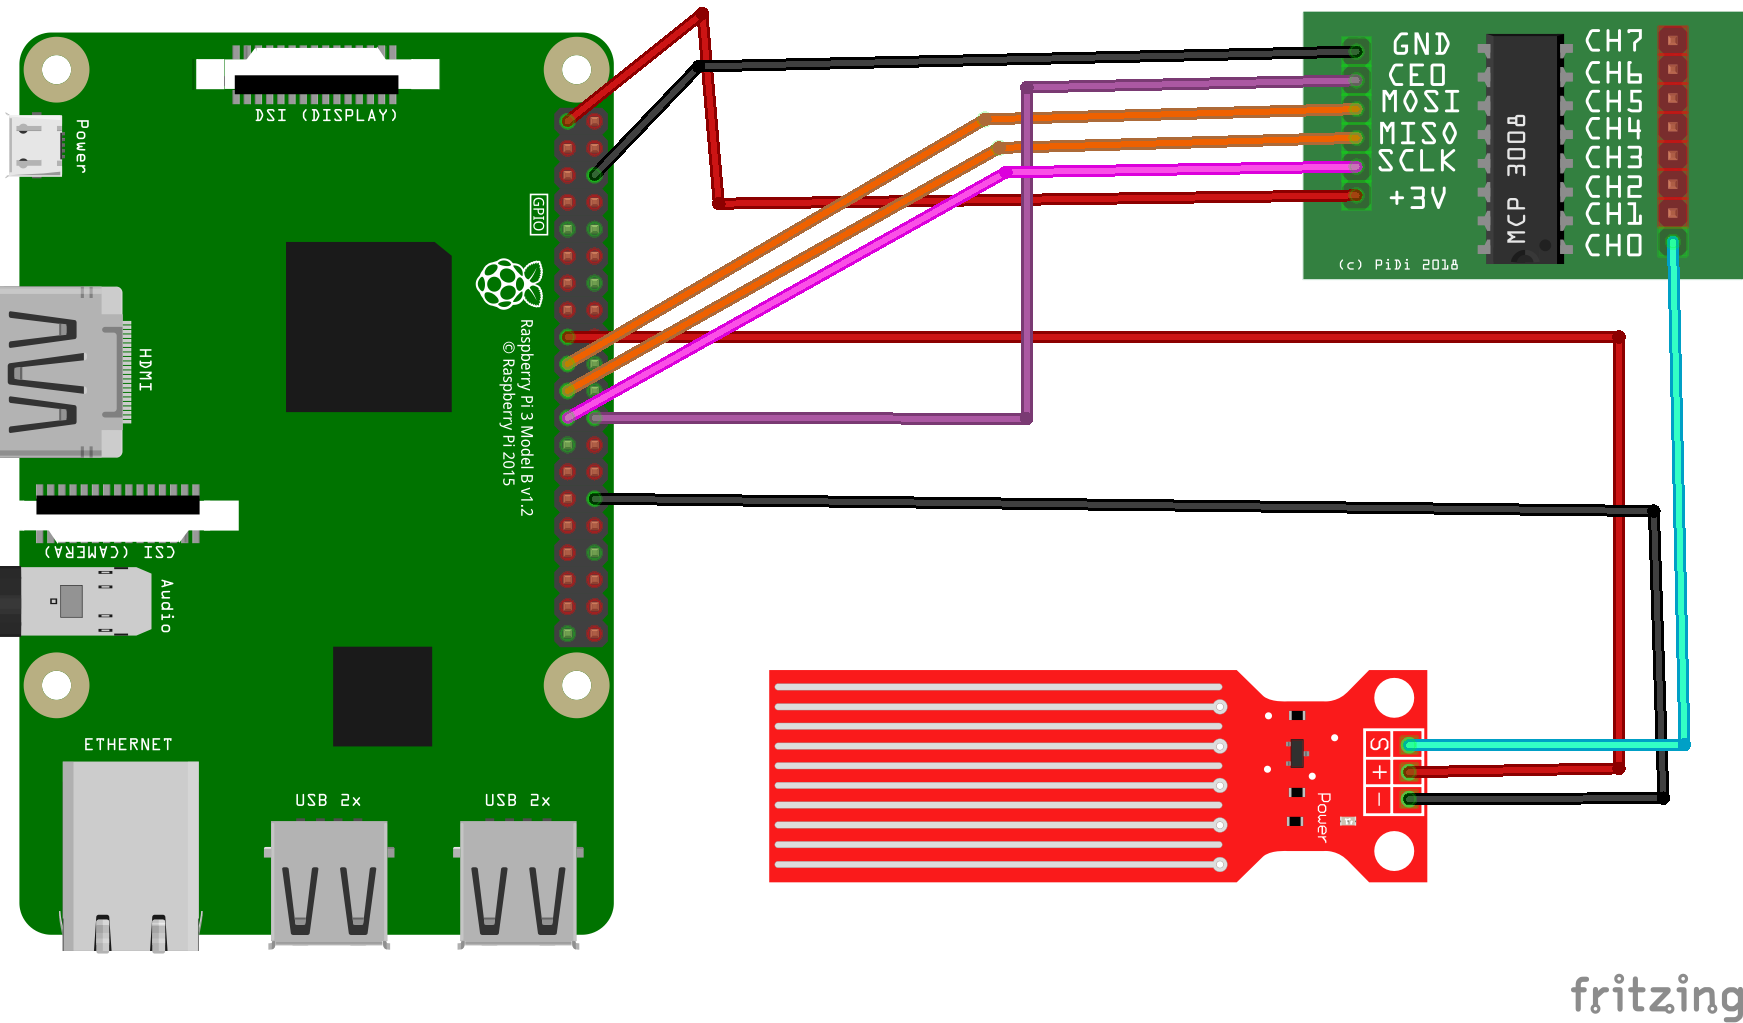 DSI (DISPLAY)
Power
GPIO
HDMI
Raspberry Pi 3 Model B v1.2
© Raspberry Pi 2015
CSI (CAMERA)
Audio
ETHERNET
USB 2x
USB 2x
GND
CE0
MOSI
MISO
SCLK
+3V
(c) PiDi 2018
MCP 3008
CH7
CH6
CH5
CH4
CH3
CH2
CH1
CH0
S
+
−
Power
fritzing